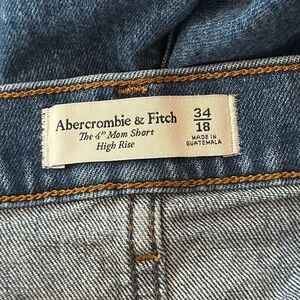 Abercrombie & Fitch
The 4" Mom Short
High Rise
34
18
MADE IN
GUATEMALA